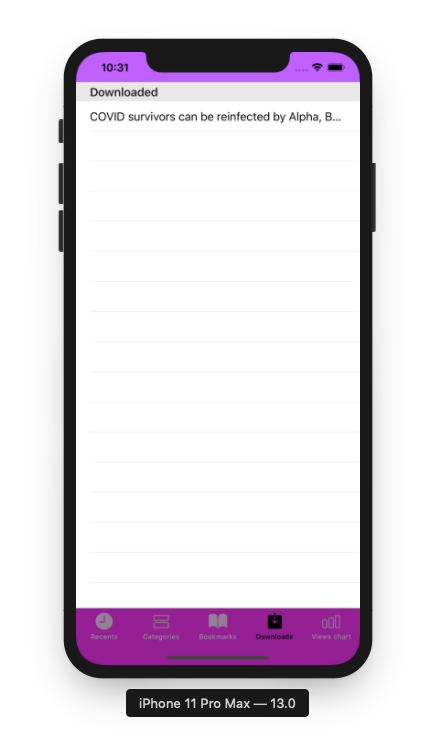 10:31
Downloaded
COVID survivors can be reinfected by Alpha, B...
Recents Categories Bookmarks Downloads Views chart
iPhone 11 Pro Max — 13.0